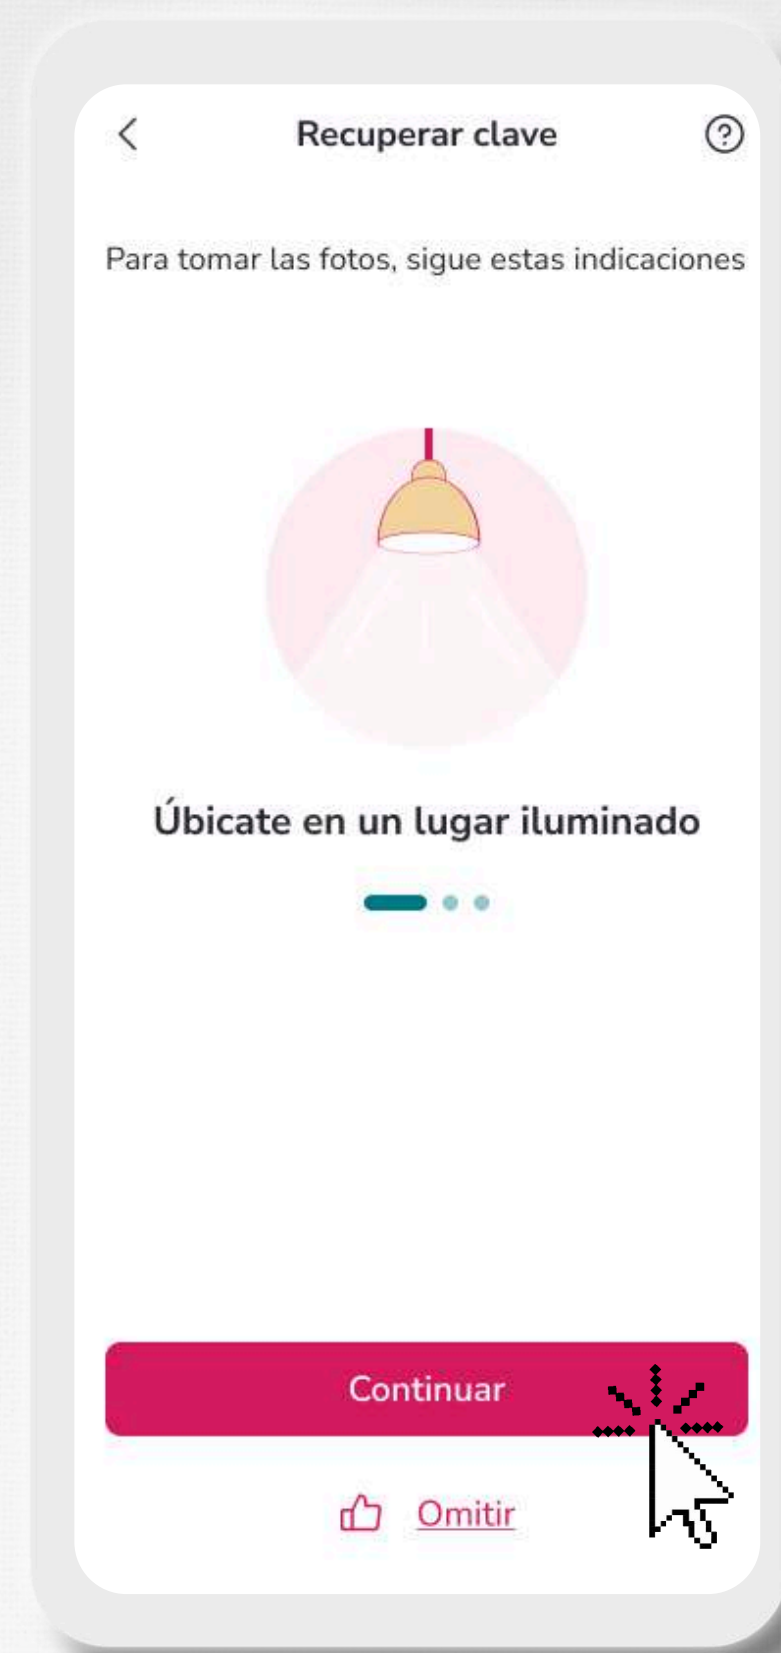 Recuperar clave
Para tomar las fotos, sigue estas indicaciones
Úbicate en un lugar iluminado
Continuar
Omitir